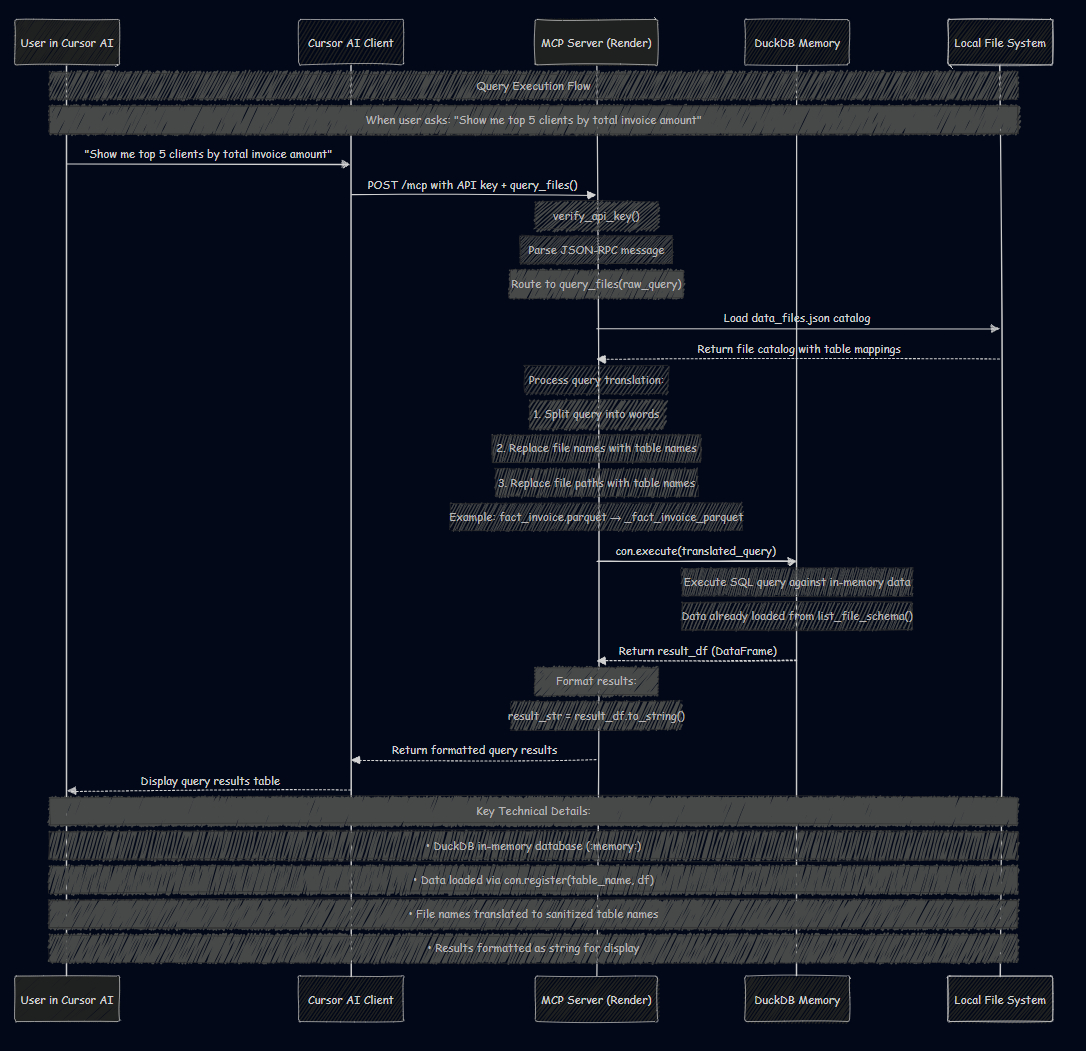 User in Cursor AI
Cursor AI Client
MCP Server (Render)
DuckDB Memory
Local File System
Query Execution Flow
When user asks: "Show me top 5 clients by total invoice amount"
"Show me top 5 clients by total invoice amount"
POST /mcp with API key + query_files()
verify_api_key()
Parse JSON-RPC message
Route to query_files(raw_query)
Load data_files.json catalog
Return file catalog with table mappings
Process query translation:
1. Split query into words
2. Replace file names with table names
3. Replace file paths with table names
Example: fact_invoice.parquet → _fact_invoice_parquet
con.execute(translated_query)
Execute SQL query against in-memory data
Data already loaded from list_file_schema()
Return result_df (DataFrame)
Format results:
result_str = result_df.to_string()
Return formatted query results
Display query results table
Key Technical Details:
• DuckDB in-memory database (:memory:)
• Data loaded via con.register(table_name, df)
• File names translated to sanitized table names
• Results formatted as string for display
User in Cursor AI
Cursor AI Client
MCP Server (Render)
DuckDB Memory
Local File System